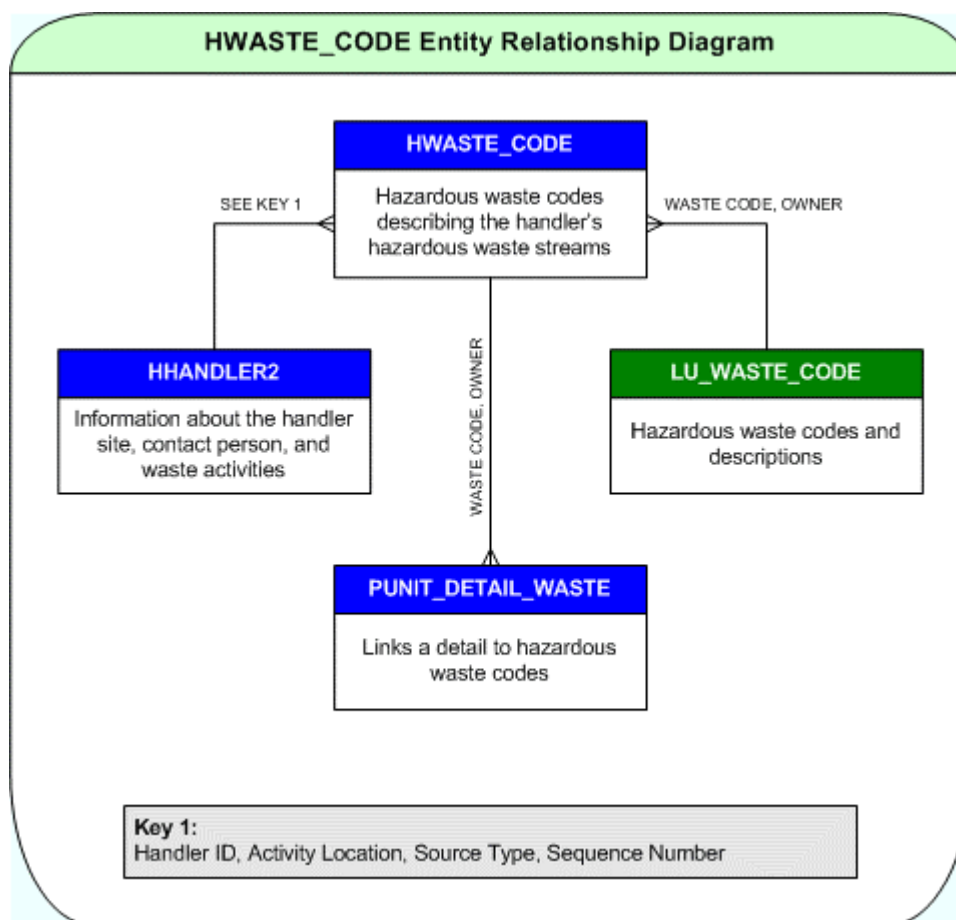 HWASTE_CODE Entity Relationship Diagram
HWASTE_CODE
Hazardous waste codes
describing the handler's
hazardous waste streams
SEE KEY 1
WASTE CODE, OWNER
HHANDLER2
Information about the handler
site, contact person, and
waste activities
WASTE CODE, OWNER
LU_WASTE_CODE
Hazardous waste codes and
descriptions
PUNIT_DETAIL_WASTE
Links a detail to hazardous
waste codes
Key 1:
Handler ID, Activity Location, Source Type, Sequence Number